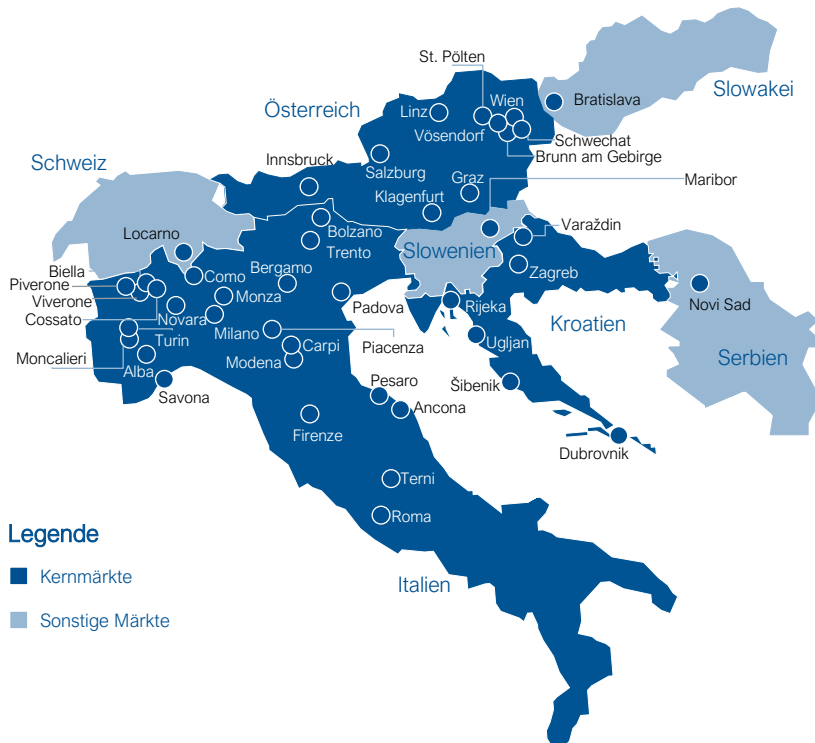 St. Pölten
Slowakei
Österreich
Linz
Wien
Bratislava
Vösendorf
Schwechat
Brunn am Gebirge
Schweiz
Innsbruck
Salzburg
Graz
Maribor
Klagenfurt
Locarno
Bolzano
Varaždin
Trento
Slowenien
Biella
Piverone
Viverone
Cossato
Como
Bergamo
Monza
Zagreb
Novara
Padova
Rijeka
Novi Sad
Milano
Kroatien
Turin
Piacenza
Ugljan
Moncalieri
Alba
Carpi
Modena
Serbien
Savona
Pesaro
Šibenik
Ancona
Firenze
Dubrovnik
Terni
Roma
Legende
Kernmärkte
Italien
Sonstige Märkte